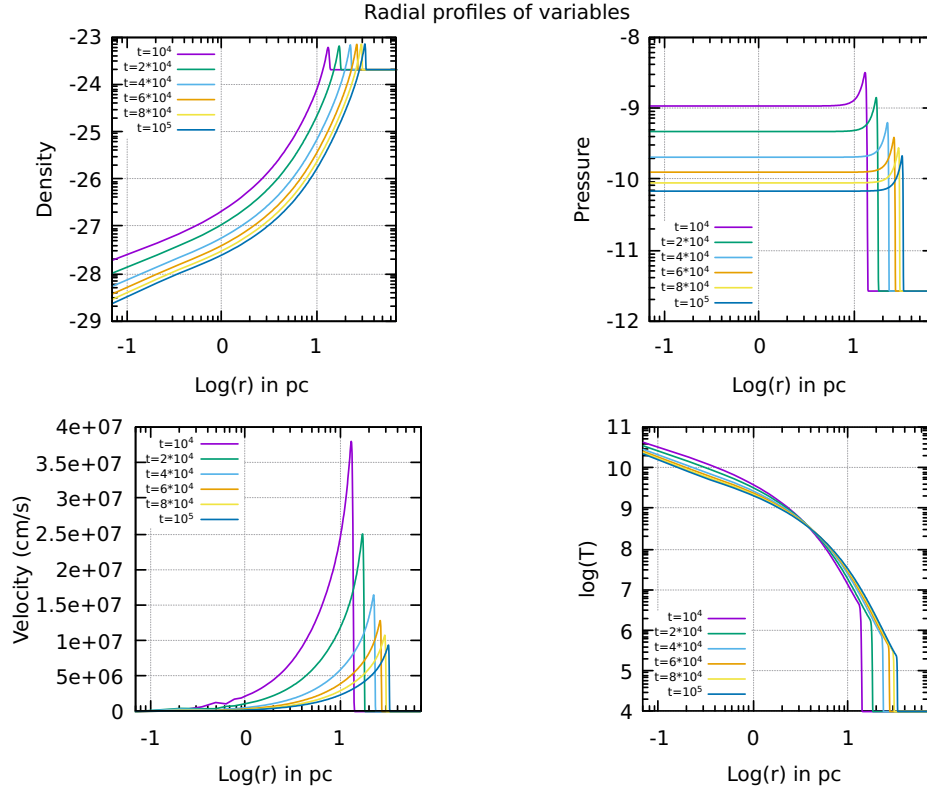 Radial profiles of variables
-23
-24
-25
-26
-27
-28
-29
Density
t=10⁴
t=2*10⁴
t=4*10⁴
t=6*10⁴
t=8*10⁴
t=10⁵
-1
0
1
Log(r) in pc
-8
-9
-10
-11
-12
Pressure
t=10⁴
t=2*10⁴
t=4*10⁴
t=6*10⁴
t=8*10⁴
t=10⁵
-1
0
1
Log(r) in pc
4e+07
3.5e+07
3e+07
2.5e+07
2e+07
1.5e+07
1e+07
5e+06
0
Velocity (cm/s)
t=10⁴
t=2*10⁴
t=4*10⁴
t=6*10⁴
t=8*10⁴
t=10⁵
-1
0
1
Log(r) in pc
11
10
9
8
7
6
5
4
log(T)
t=10⁴
t=2*10⁴
t=4*10⁴
t=6*10⁴
t=8*10⁴
t=10⁵
-1
0
1
Log(r) in pc